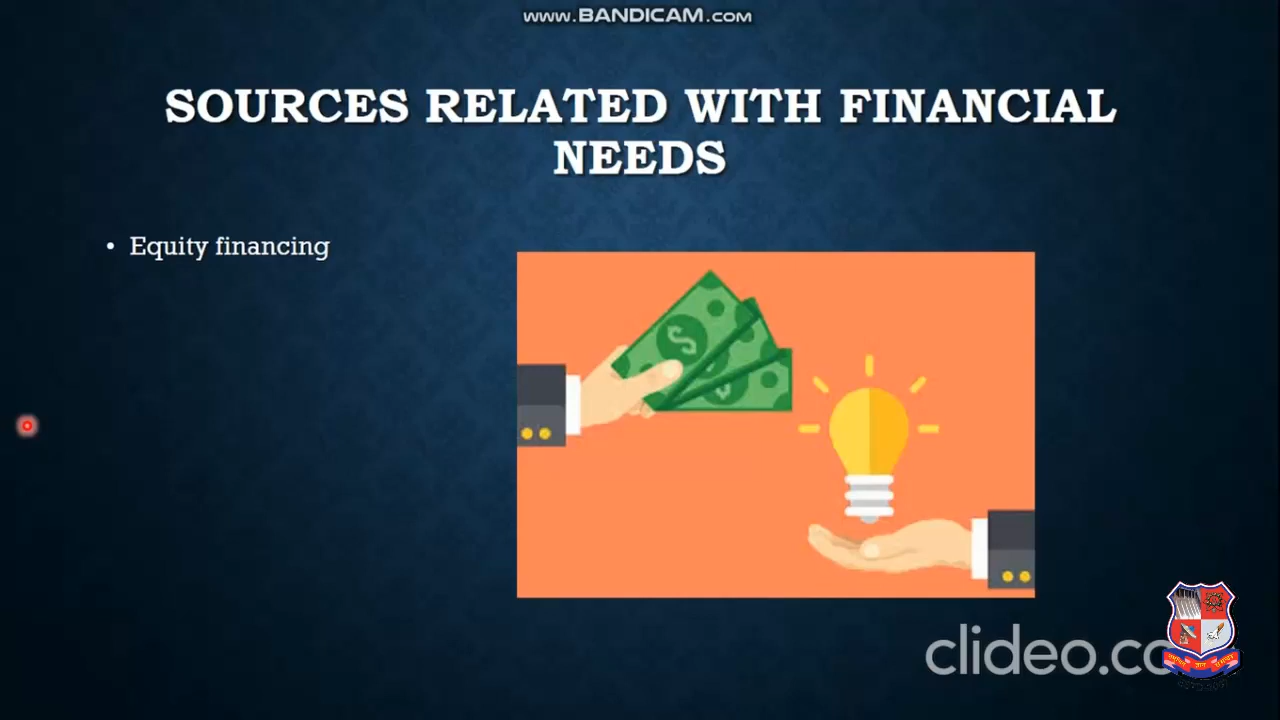 www.BANDICAM.com
SOURCES RELATED WITH FINANCIAL
NEEDS
• Equity financing
clideo.co